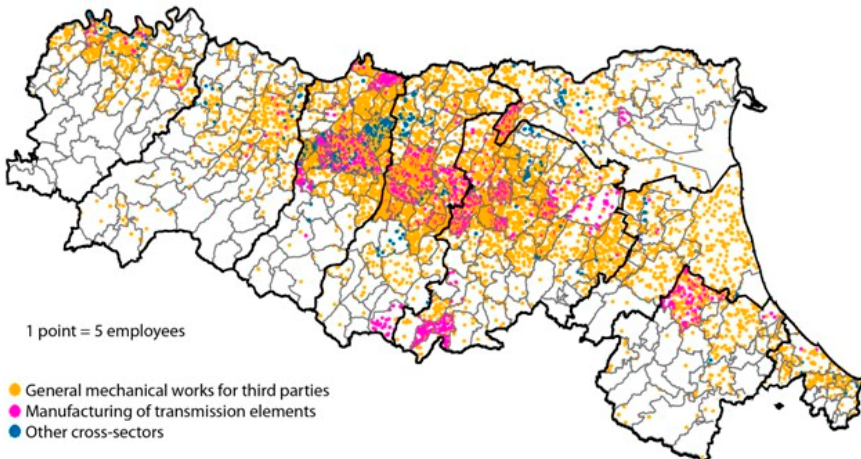 1 point = 5 employees
General mechanical works for third parties
Manufacturing of transmission elements
Other cross-sectors